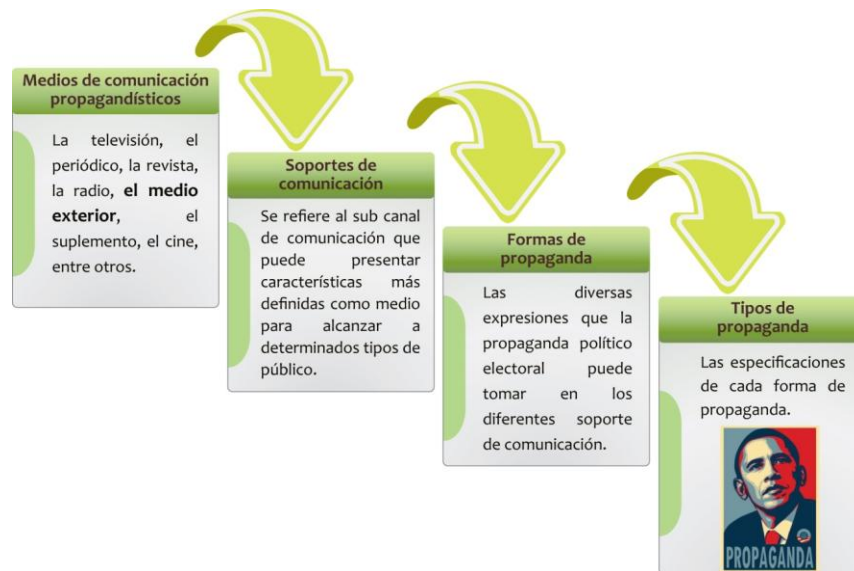 Medios de comunicación
propagandísticos
La televisión, el
periódico, la revista,
la radio, el medio
exterior, el
suplemento, el cine,
entre otros.
Soportes de
comunicación
Se refiere al sub canal
de comunicación que
puede presentar
características más
definidas como medio
para alcanzar a
determinados tipos de
público.
Formas de
propaganda
Las diversas
expresiones que la
propaganda político
electoral puede
tomar en los
diferentes soporte
de comunicación.
Tipos de
propaganda
Las especificaciones
de cada forma de
propaganda.
PROPAGANDA